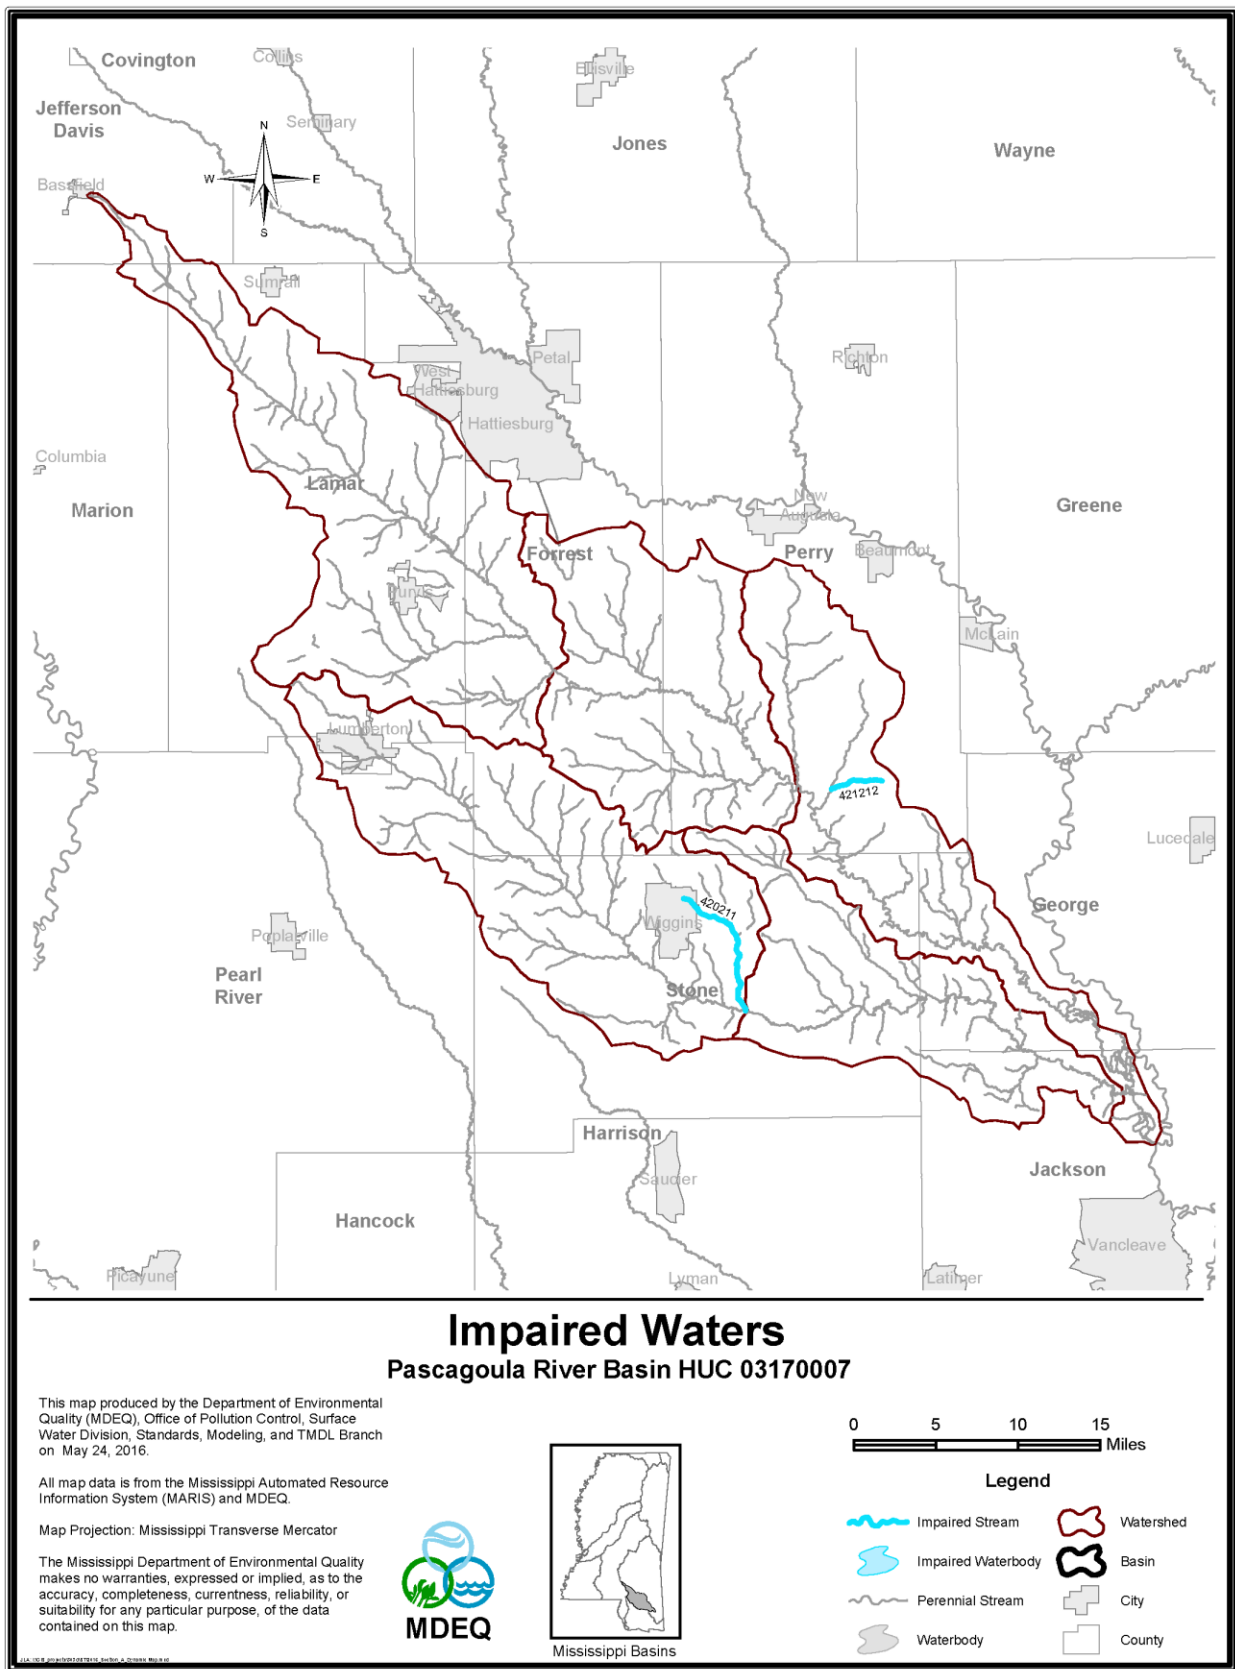 Covington
Collins
Ellisville
Jefferson
Davis
Seminary
Jones
Wayne
N
W
E
S
Bassfield
Sumrall
Petal
Richton
West
Hattiesburg
Hattiesburg
Columbia
Lamar
Marion
New
Augusta
Greene
Forrest
Perry
Beaumont
Purvis
McLain
Lumberton
421212
Lucedale
420211
George
Wiggins
Poplarville
Pearl
River
Stone
Harrison
Jackson
Saucier
Hancock
Vancleave
Picayune
Lyman
Latimer
Impaired Waters
Pascagoula River Basin HUC 03170007
This map produced by the Department of Environmental
Quality (MDEQ), Office of Pollution Control, Surface
Water Division, Standards, Modeling, and TMDL Branch
on May 24, 2016.
All map data is from the Mississippi Automated Resource
Information System (MARIS) and MDEQ.
Map Projection: Mississippi Transverse Mercator
The Mississippi Department of Environmental Quality
makes no warranties, expressed or implied, as to the
accuracy, completeness, currentness, reliability, or
suitability for any particular purpose, of the data
contained on this map.
MDEQ
Mississippi Basins
0 5 10 15
Miles
Legend
Impaired Stream
Watershed
Impaired Waterbody
Basin
Perennial Stream
City
Waterbody
County